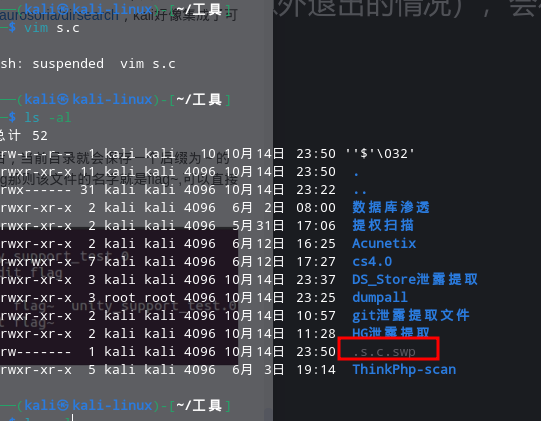 aurosoria/dirsearch，kali好像集成了可
外退出的情况），会
─$ vim s.c
sh: suspended  vim s.c
──(kali㉿kali-linux)-[~/工具]
─$ ls -al
总计 52
rw-r--r--  1 kali kali   10 10月14日 23:50 ''$'\032'
rwxr-xr-x 11 kali kali 4096 10月14日 23:50 .
rwx------ 31 kali kali 4096 10月14日 23:22 ..
rwxr-xr-x  2 kali kali 4096  6月 2日 08:00 数据库渗透
rwxr-xr-x  2 kali kali 4096  5月31日 17:06 提权扫描
rwxr-xr-x  2 kali kali 4096  6月12日 16:25 Acunetix
rwxrwxr-x  7 kali kali 4096  6月12日 17:27 cs4.0
rwxr-xr-x  3 kali kali 4096 10月14日 23:37 DS_Store泄露提取
rwxr-xr-x  3 root root 4096 10月14日 23:25 dumpall
rwxr-xr-x  2 kali kali 4096 10月14日 10:57 git泄露提取文件
rwxr-xr-x  2 kali kali 4096 10月14日 11:28 HG泄露提取
rw-------  1 kali kali 4096 10月14日 23:50 .s.c.swp
rwxr-xr-x  5 kali kali 4096  6月 3日 19:14 ThinkPhp-scan
──(kali㉿kali-linux)-[~/工具]